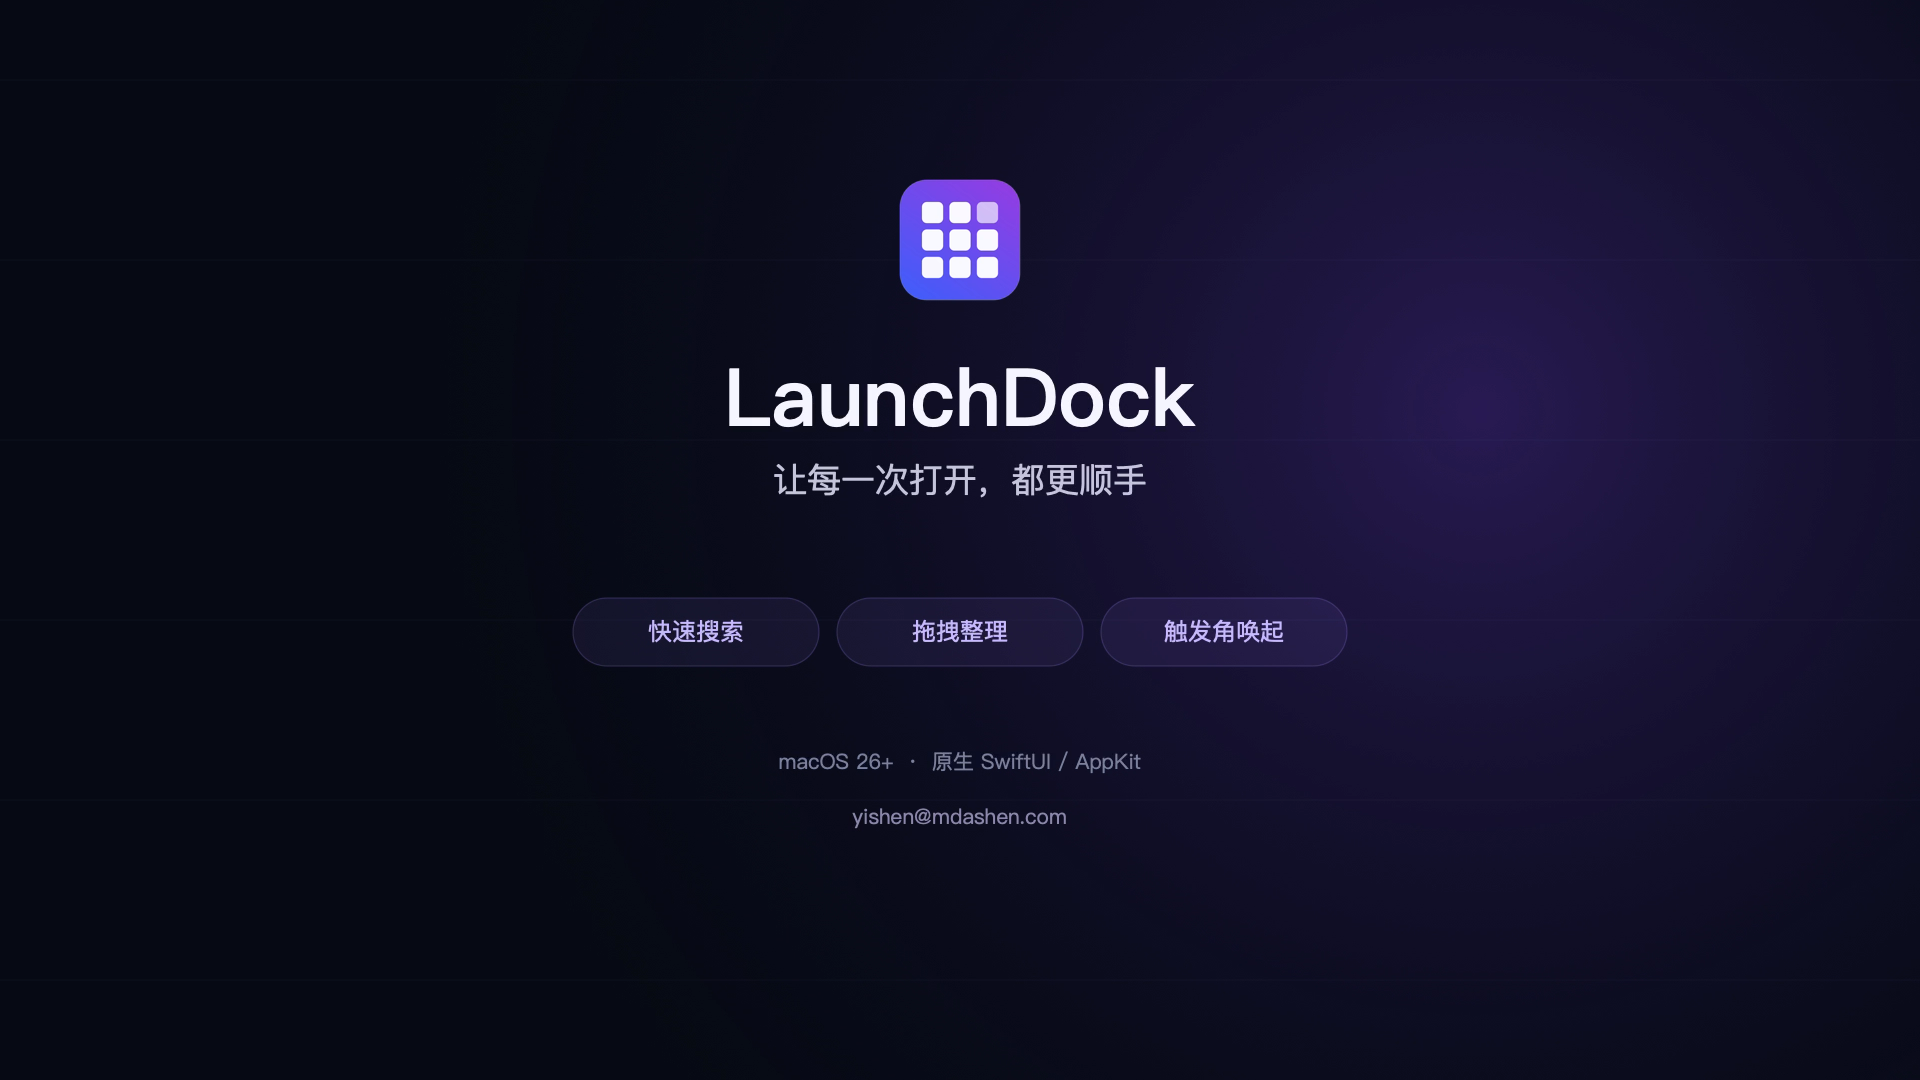 LaunchDock
让每一次打开，都更顺手
快速搜索
拖拽整理
触发角唤起
macOS 26+ · 原生 SwiftUI / AppKit
yishen@mdashen.com